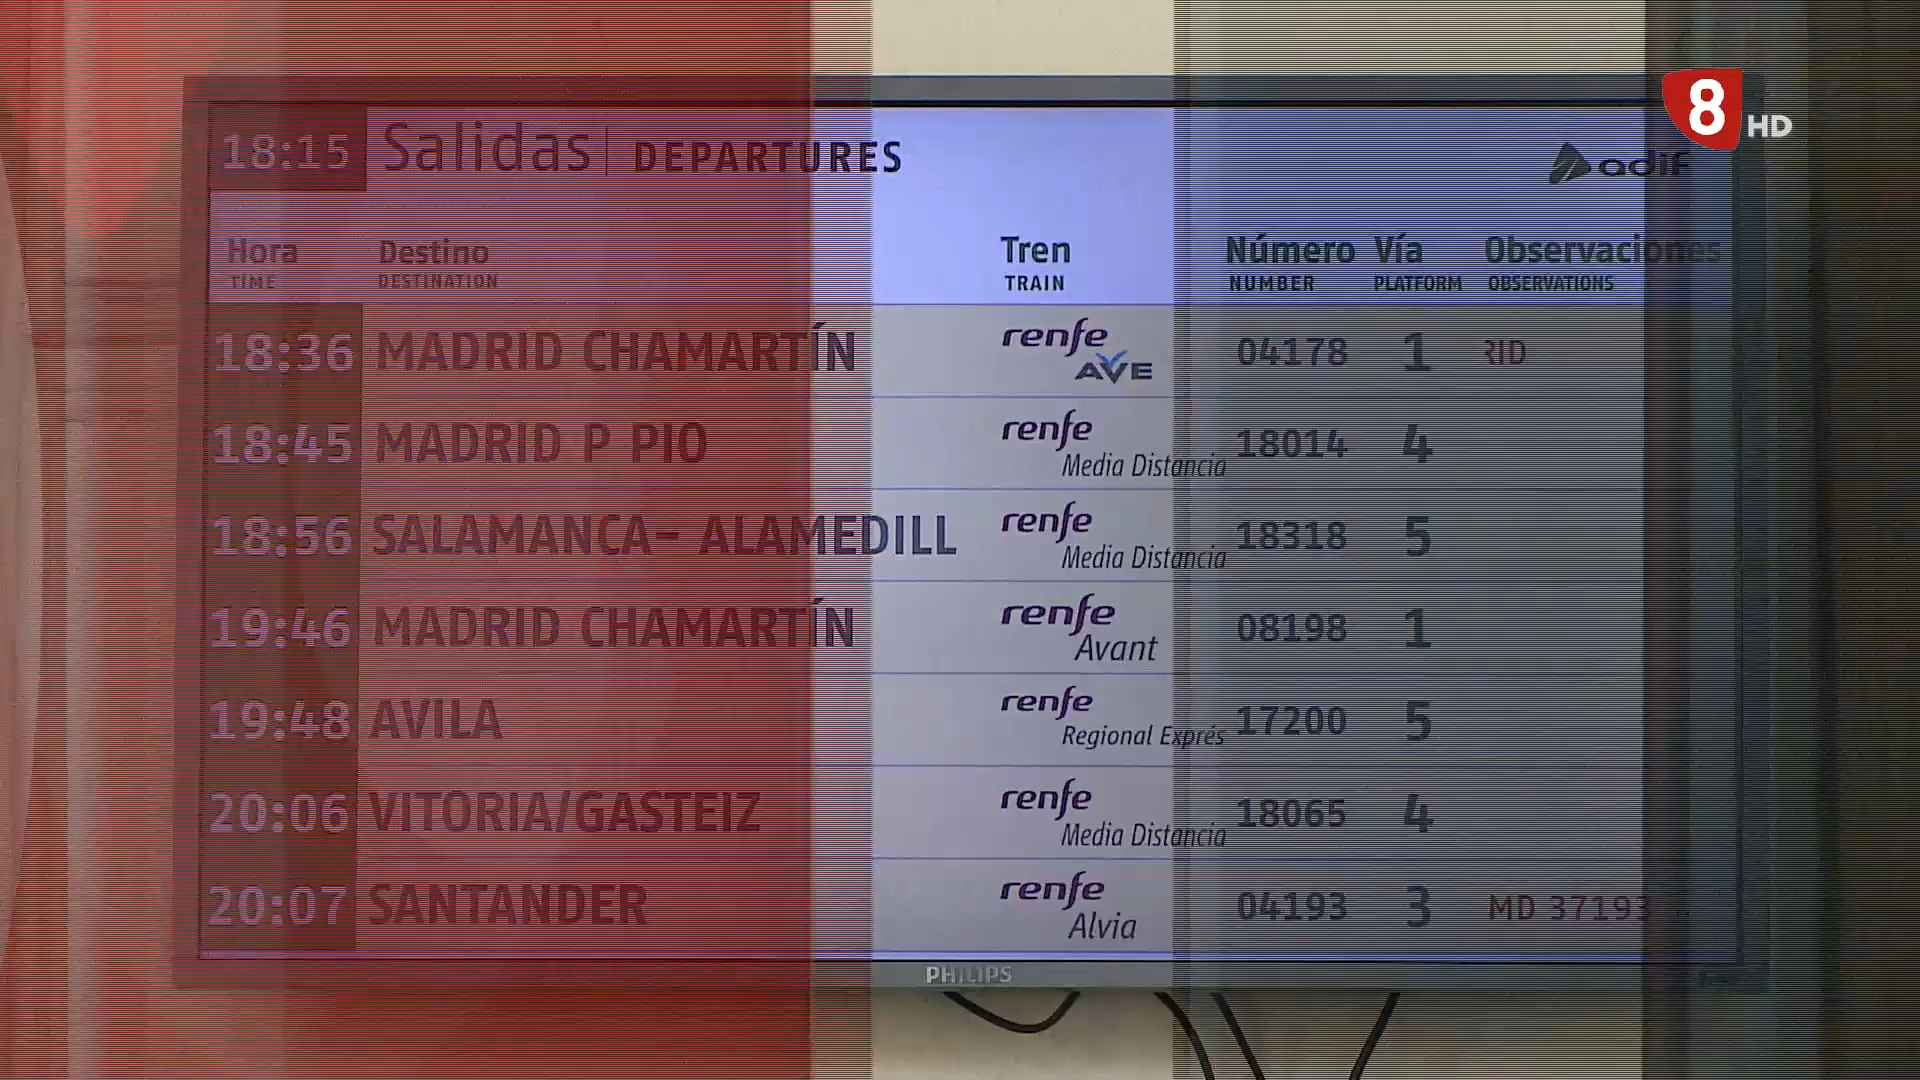 8 HD
18:15 Salidas | DEPARTURES adif
Hora Destino Tren Número Vía Observaciones
TIME DESTINATION TRAIN NUMBER PLATFORM OBSERVATIONS
18:36 MADRID CHAMARTÍN renfe AVE 04178 1 RID
18:45 MADRID P PIO renfe Media Distancia 18014 4
18:56 SALAMANCA- ALAMEDILL renfe Media Distancia 18318 5
19:46 MADRID CHAMARTÍN renfe Avant 08198 1
19:48 AVILA renfe Regional Exprés 17200 5
20:06 VITORIA/GASTEIZ renfe Media Distancia 18065 4
20:07 SANTANDER renfe Alvia 04193 3 MD 37193
PHILIPS